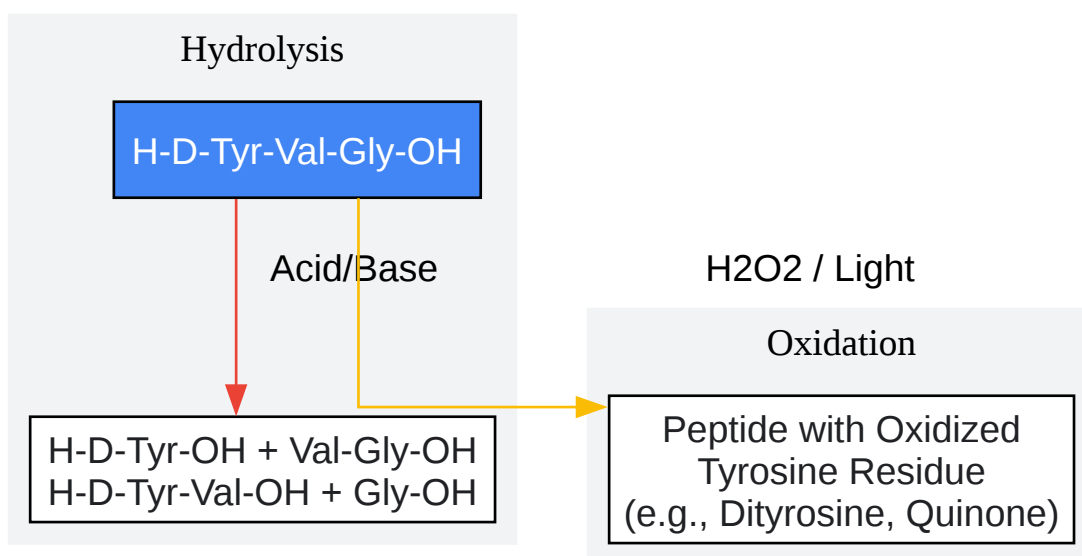 Hydrolysis
H-D-Tyr-Val-Gly-OH
Acid/Base
H2O2 / Light
Oxidation
H-D-Tyr-OH + Val-Gly-OH
H-D-Tyr-Val-OH + Gly-OH
Peptide with Oxidized
Tyrosine Residue
(e.g., Dityrosine, Quinone)